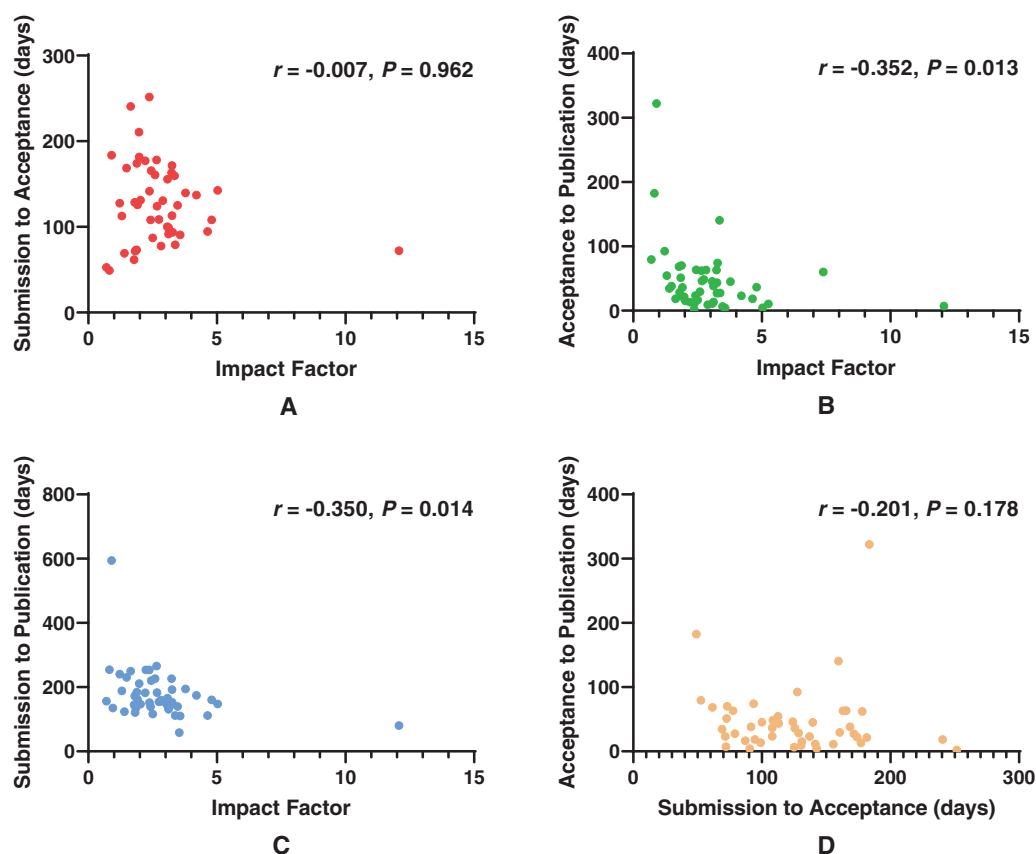 Submission to Acceptance (days)
300
200
100
0
r = -0.007, P = 0.962
0
5
10
15
Impact Factor
A
Acceptance to Publication (days)
400
300
200
100
0
r = -0.352, P = 0.013
0
5
10
15
Impact Factor
B
Submission to Publication (days)
800
600
400
200
0
r = -0.350, P = 0.014
0
5
10
15
Impact Factor
C
Acceptance to Publication (days)
400
300
200
100
0
r = -0.201, P = 0.178
0
100
200
300
Submission to Acceptance (days)
D